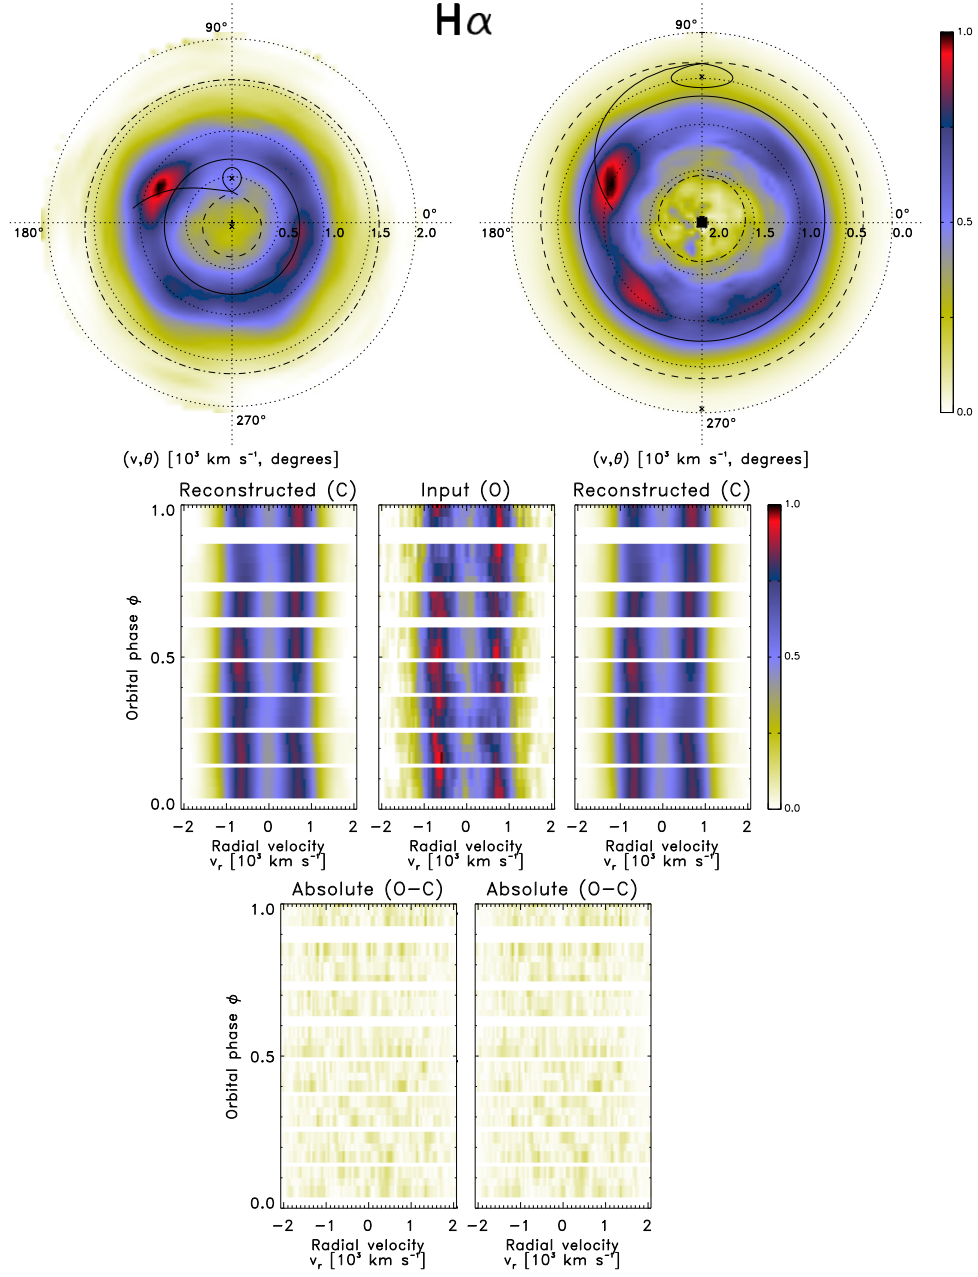 Hα
90°
90°
1.0
180°
0.5 1.0 1.5 2.0
0°
2.0 1.5 1.0 0.5 0.0
0°
180°
0.5
270°
270°
0.0
(v,θ) [10³ km s⁻¹, degrees]
(v,θ) [10³ km s⁻¹, degrees]
Reconstructed (C)
Input (O)
Reconstructed (C)
1.0
0.5
0.0
Orbital phase ϕ
1.0
0.5
0.0
−2 −1 0 1 2
−2 −1 0 1 2
−2 −1 0 1 2
Radial velocity
vᵣ [10³ km s⁻¹]
Radial velocity
vᵣ [10³ km s⁻¹]
Radial velocity
vᵣ [10³ km s⁻¹]
Absolute (O−C)
Absolute (O−C)
1.0
0.5
0.0
Orbital phase ϕ
−2 −1 0 1 2
−2 −1 0 1 2
Radial velocity
vᵣ [10³ km s⁻¹]
Radial velocity
vᵣ [10³ km s⁻¹]